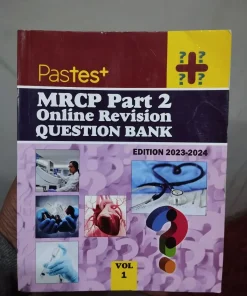 Pastest
MRCP Part 2
Online Revision
QUESTION BANK
EDITION 2023-2024
VOL
1